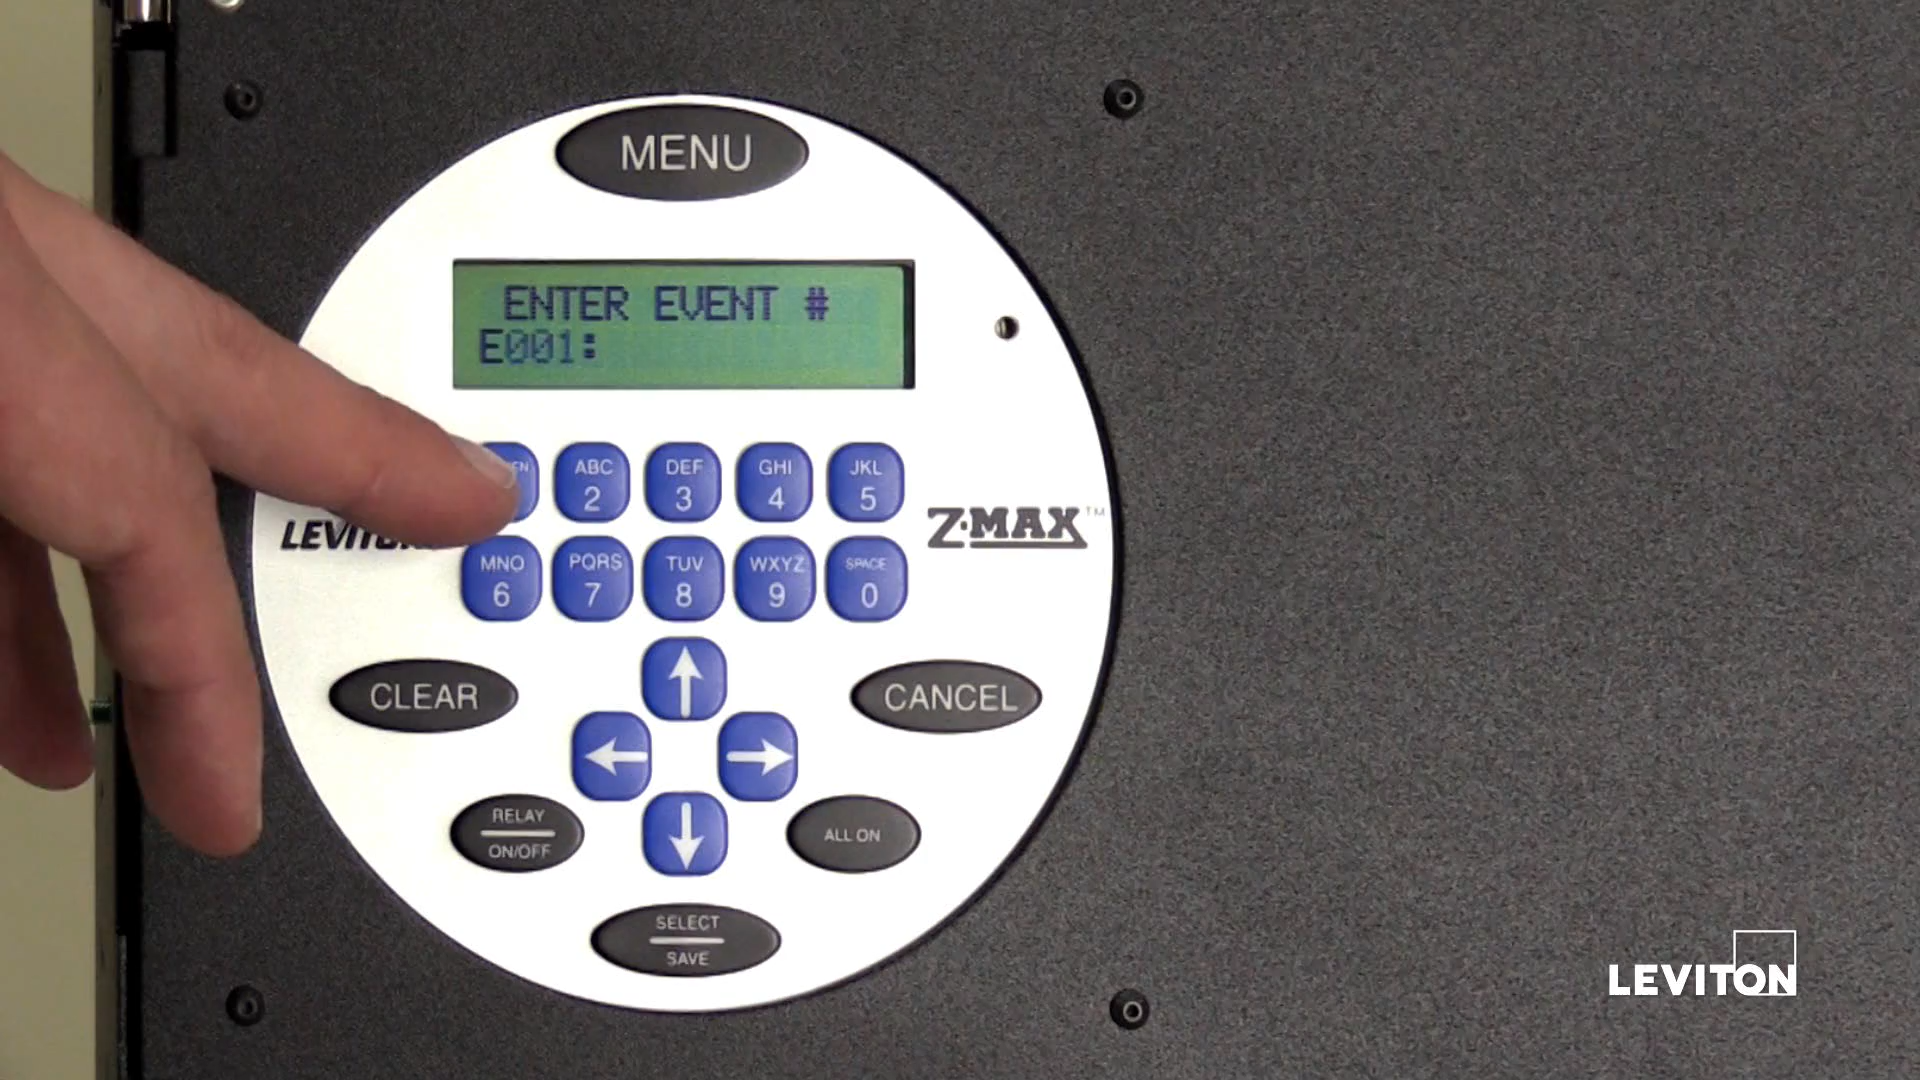 MENU
ENTER EVENT #
E001:
ABC
2
DEF
3
GHI
4
JKL
5
Z·MAX™
MNO
6
PQRS
7
TUV
8
WXYZ
9
SPACE
0
CLEAR
CANCEL
RELAY
ON/OFF
ALL ON
SELECT
SAVE
LEVITON